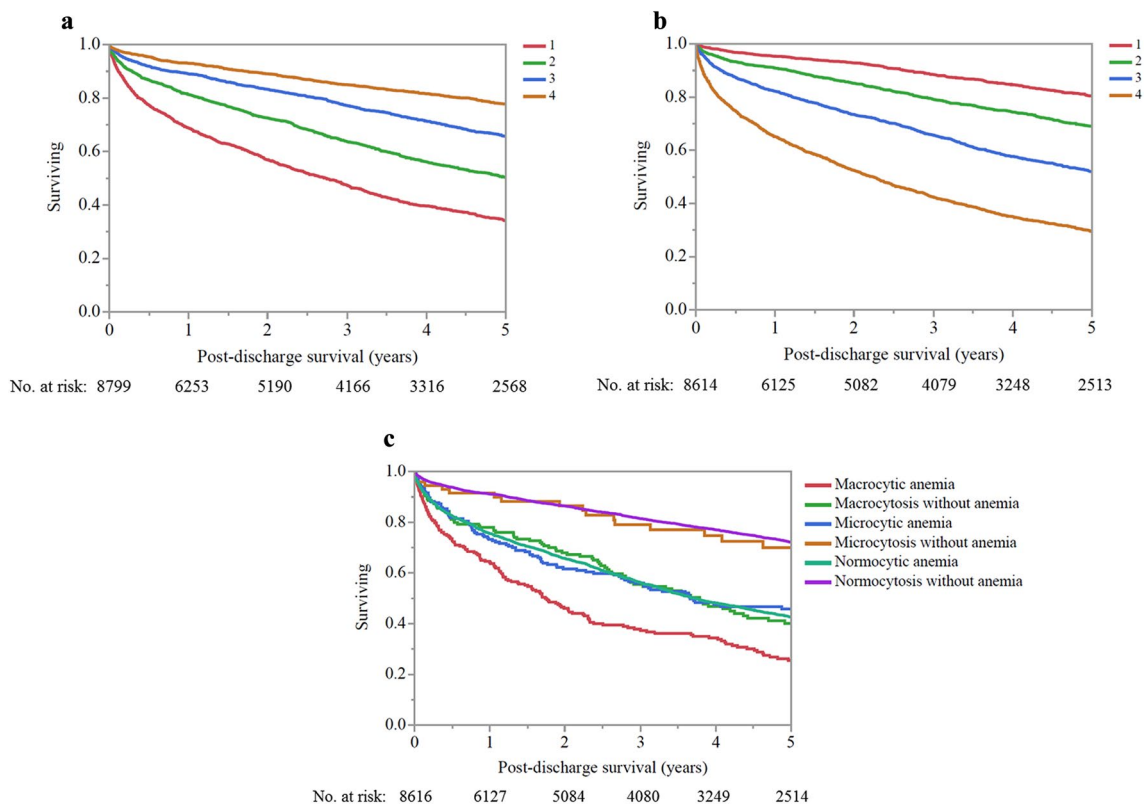 a
1.0
0.8
0.6
0.4
0.2
0.0
Surviving
0 1 2 3 4 5
Post-discharge survival (years)
1
2
3
4
No. at risk: 8799 6253 5190 4166 3316 2568
b
1.0
0.8
0.6
0.4
0.2
0.0
Surviving
0 1 2 3 4 5
Post-discharge survival (years)
1
2
3
4
No. at risk: 8614 6125 5082 4079 3248 2513
c
1.0
0.8
0.6
0.4
0.2
0.0
Surviving
0 1 2 3 4 5
Post-discharge survival (years)
Macrocytic anemia
Macrocytosis without anemia
Microcytic anemia
Microcytosis without anemia
Normocytic anemia
Normocytosis without anemia
No. at risk: 8616 6127 5084 4080 3249 2514